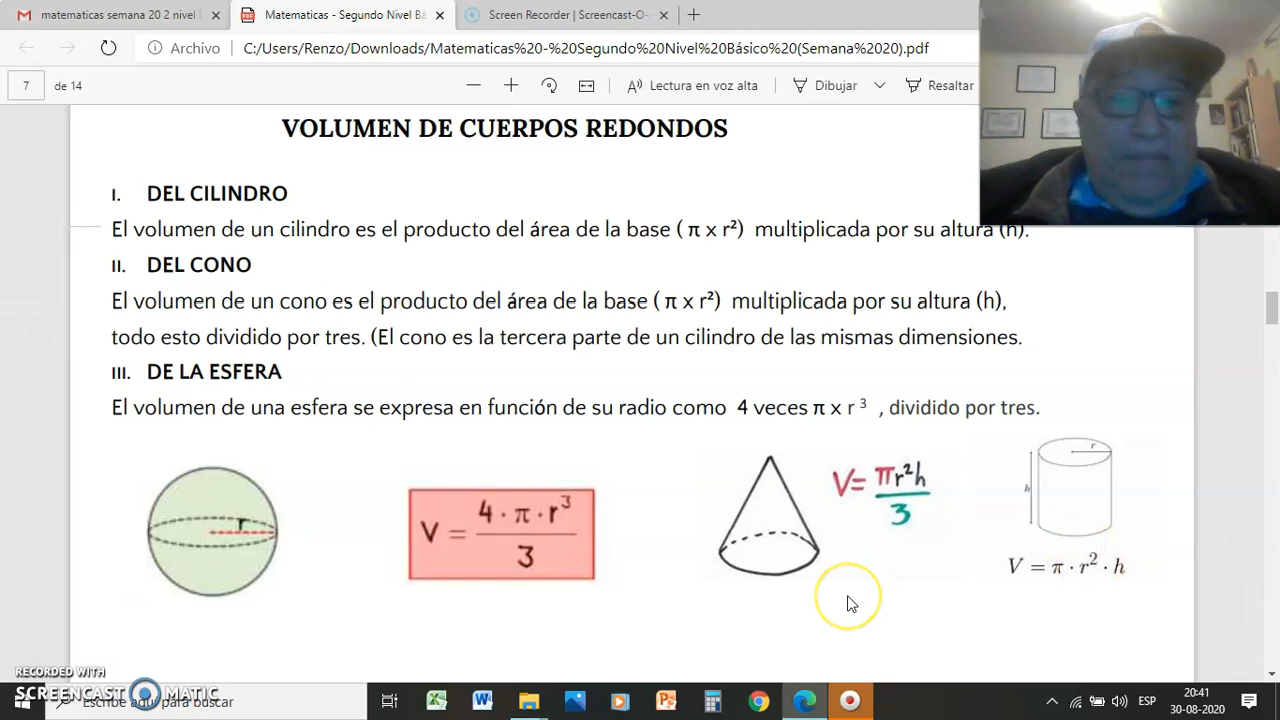 matematicas semana 20 2 nivel
Matematicas - Segundo Nivel Bá
Screen Recorder | Screencast-O-
Archivo
C:/Users/Renzo/Downloads/Matematicas%20-%20Segundo%20Nivel%20Básico%20(Semana%2020).pdf
7 de 14
Lectura en voz alta
Dibujar
Resaltar
VOLUMEN DE CUERPOS REDONDOS
I. DEL CILINDRO
El volumen de un cilindro es el producto del área de la base ( π x r²) multiplicada por su altura (h).
II. DEL CONO
El volumen de un cono es el producto del área de la base ( π x r²) multiplicada por su altura (h),
todo esto dividido por tres. (El cono es la tercera parte de un cilindro de las mismas dimensiones.
III. DE LA ESFERA
El volumen de una esfera se expresa en función de su radio como 4 veces π x r ³ , dividido por tres.
r
V = 4 · π · r³ / 3
V= πr²h / 3
r
h
V = π · r² · h
RECORDED WITH
SCREENCAST MATIC
Escribe aquí para buscar
ESP
20:41
30-08-2020